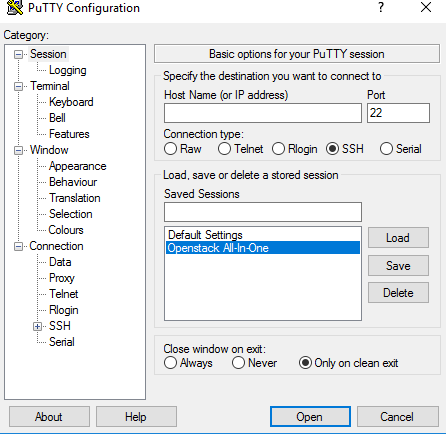 PuTTY Configuration
?
Category:
Session
Logging
Terminal
Keyboard
Bell
Features
Window
Appearance
Behaviour
Translation
Selection
Colours
Connection
Data
Proxy
Telnet
Rlogin
SSH
Serial
Basic options for your PuTTY session
Specify the destination you want to connect to
Host Name (or IP address) Port
22
Connection type:
Raw Telnet Rlogin SSH Serial
Load, save or delete a stored session
Saved Sessions
Default Settings
Openstack All-In-One
Load
Save
Delete
Close window on exit:
Always Never Only on clean exit
About Help Open Cancel